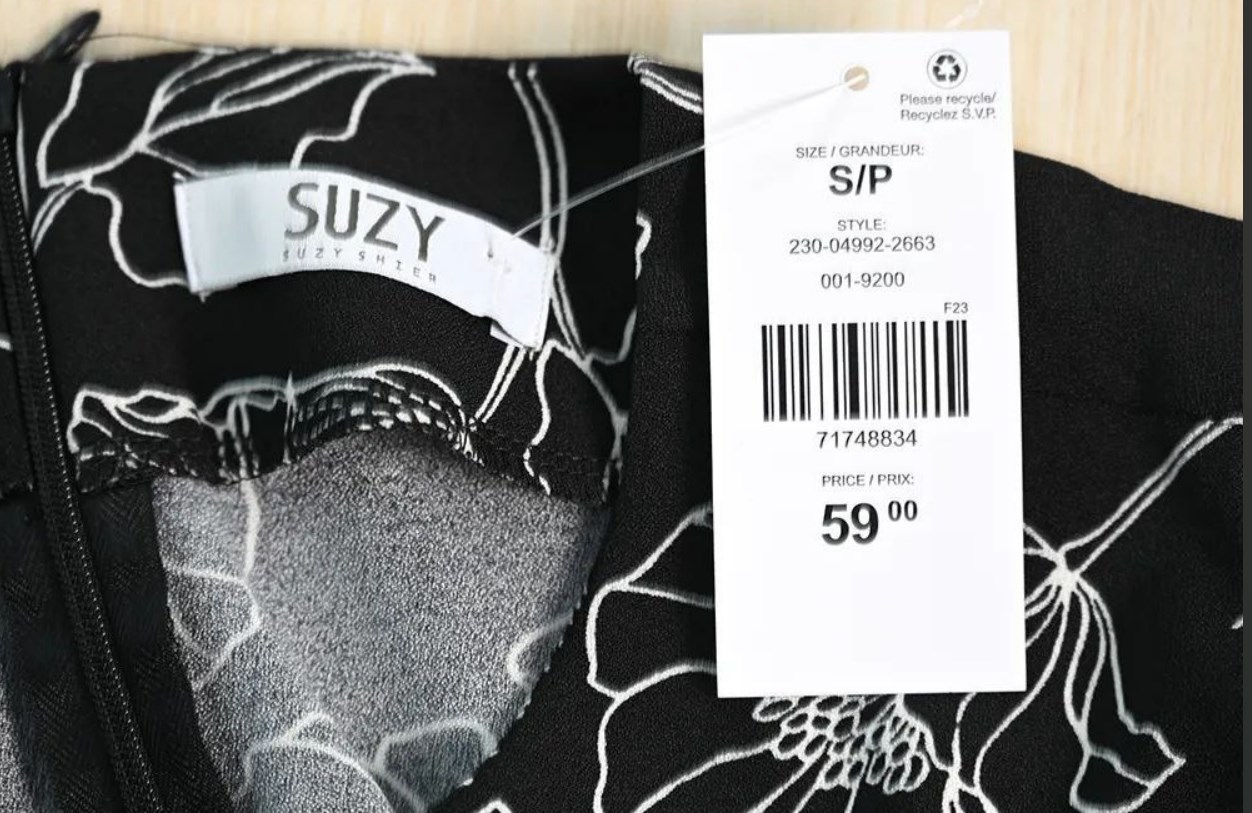 SUZY
SUZY SHIER
Please recycle/
Recyclez S.V.P.
SIZE / GRANDEUR:
S/P
STYLE:
230-04992-2663
001-9200
F23
71748834
PRICE / PRIX:
59 00